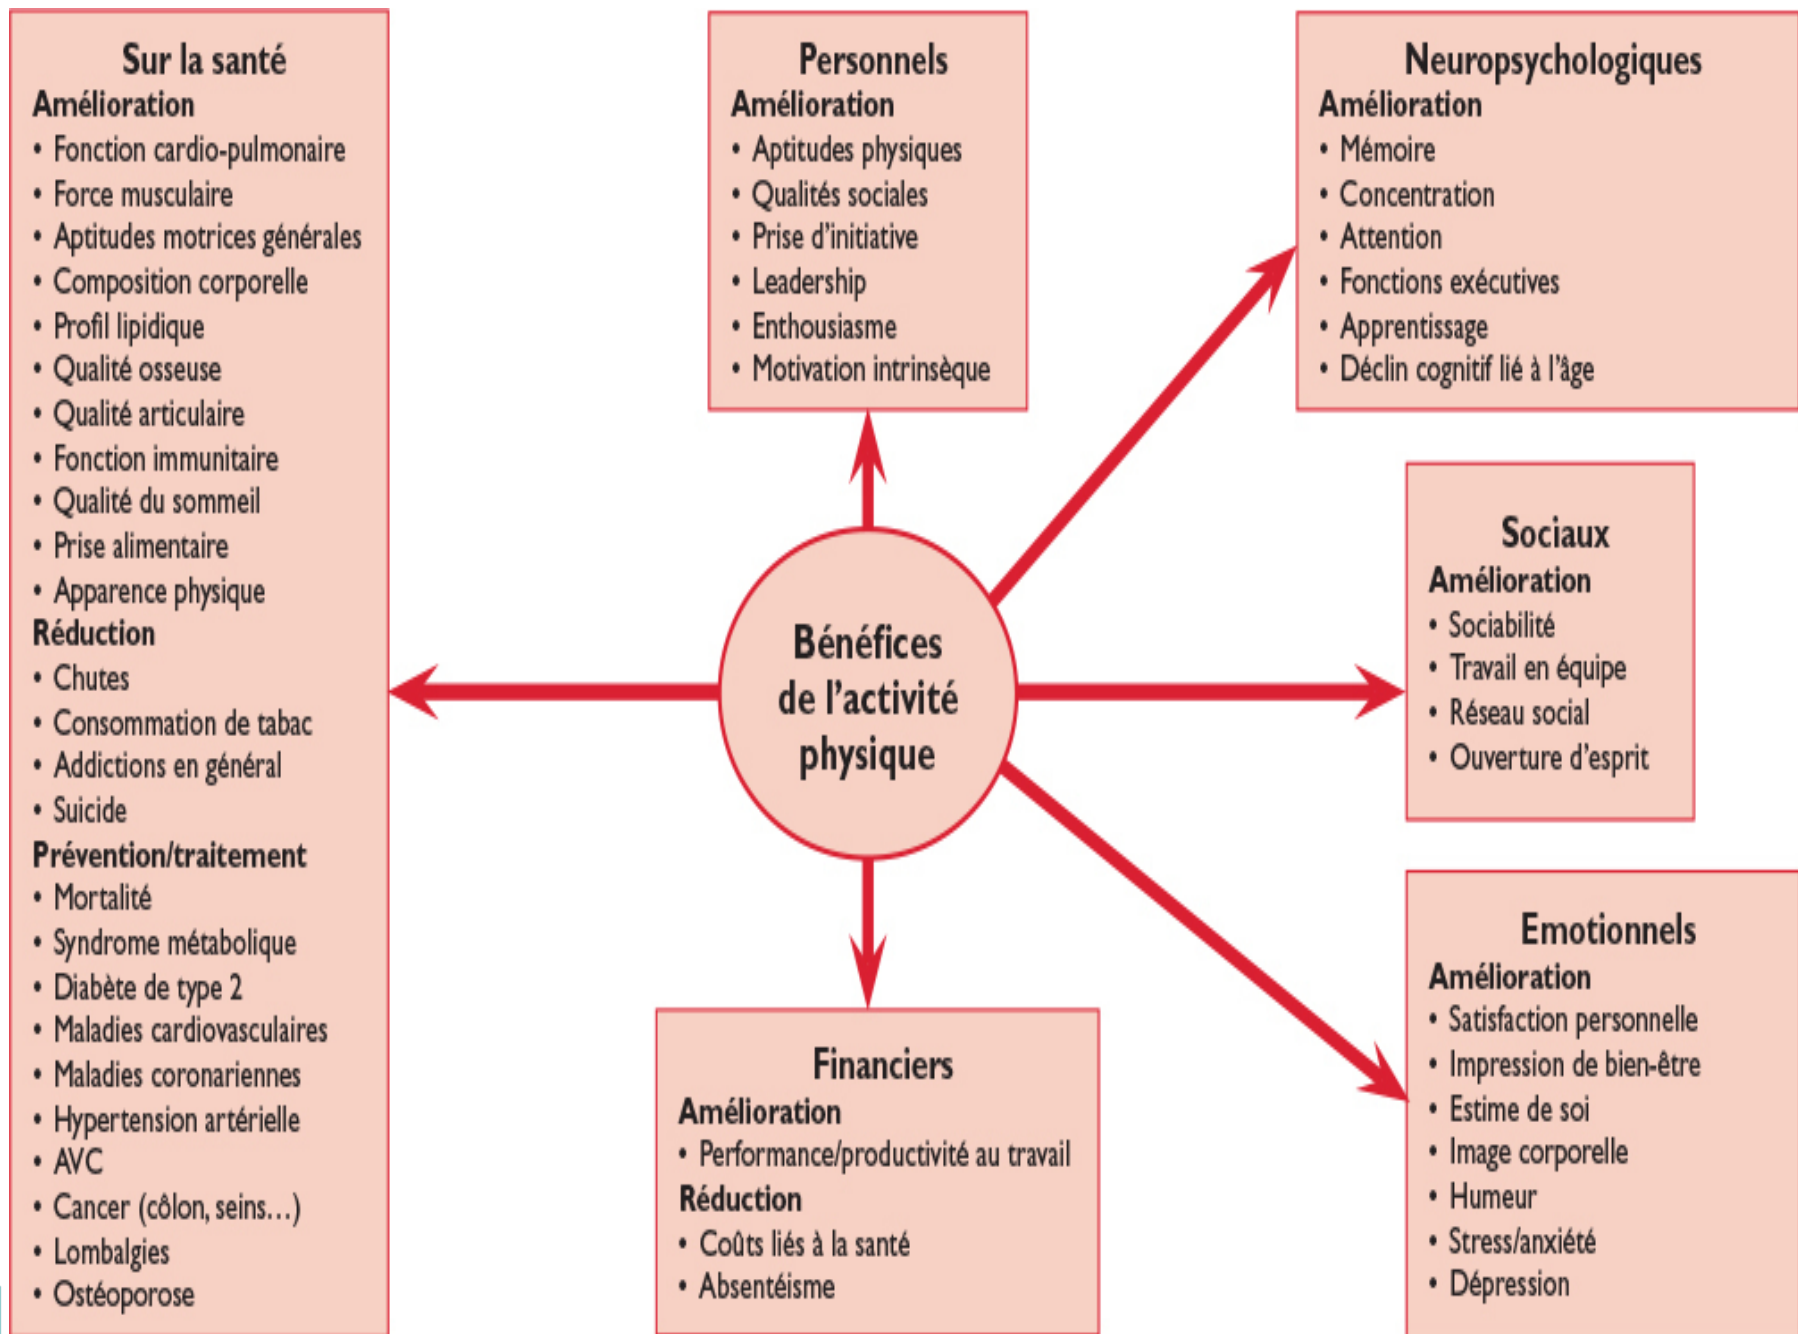 Sur la santé
Amélioration
• Fonction cardio-pulmonaire
• Force musculaire
• Aptitudes motrices générales
• Composition corporelle
• Profil lipidique
• Qualité osseuse
• Qualité articulaire
• Fonction immunitaire
• Qualité du sommeil
• Prise alimentaire
• Apparence physique
Réduction
• Chutes
• Consommation de tabac
• Addictions en général
• Suicide
Prévention/traitement
• Mortalité
• Syndrome métabolique
• Diabète de type 2
• Maladies cardiovasculaires
• Maladies coronariennes
• Hypertension artérielle
• AVC
• Cancer (côlon, seins…)
• Lombalgies
• Ostéoporose
Personnels
Amélioration
• Aptitudes physiques
• Qualités sociales
• Prise d’initiative
• Leadership
• Enthousiasme
• Motivation intrinsèque
Neuropsychologiques
Amélioration
• Mémoire
• Concentration
• Attention
• Fonctions exécutives
• Apprentissage
• Déclin cognitif lié à l’âge
Bénéfices
de l’activité
physique
Sociaux
Amélioration
• Sociabilité
• Travail en équipe
• Réseau social
• Ouverture d’esprit
Financiers
Amélioration
• Performance/productivité au travail
Réduction
• Coûts liés à la santé
• Absentéisme
Emotionnels
Amélioration
• Satisfaction personnelle
• Impression de bien-être
• Estime de soi
• Image corporelle
• Humeur
• Stress/anxiété
• Dépression